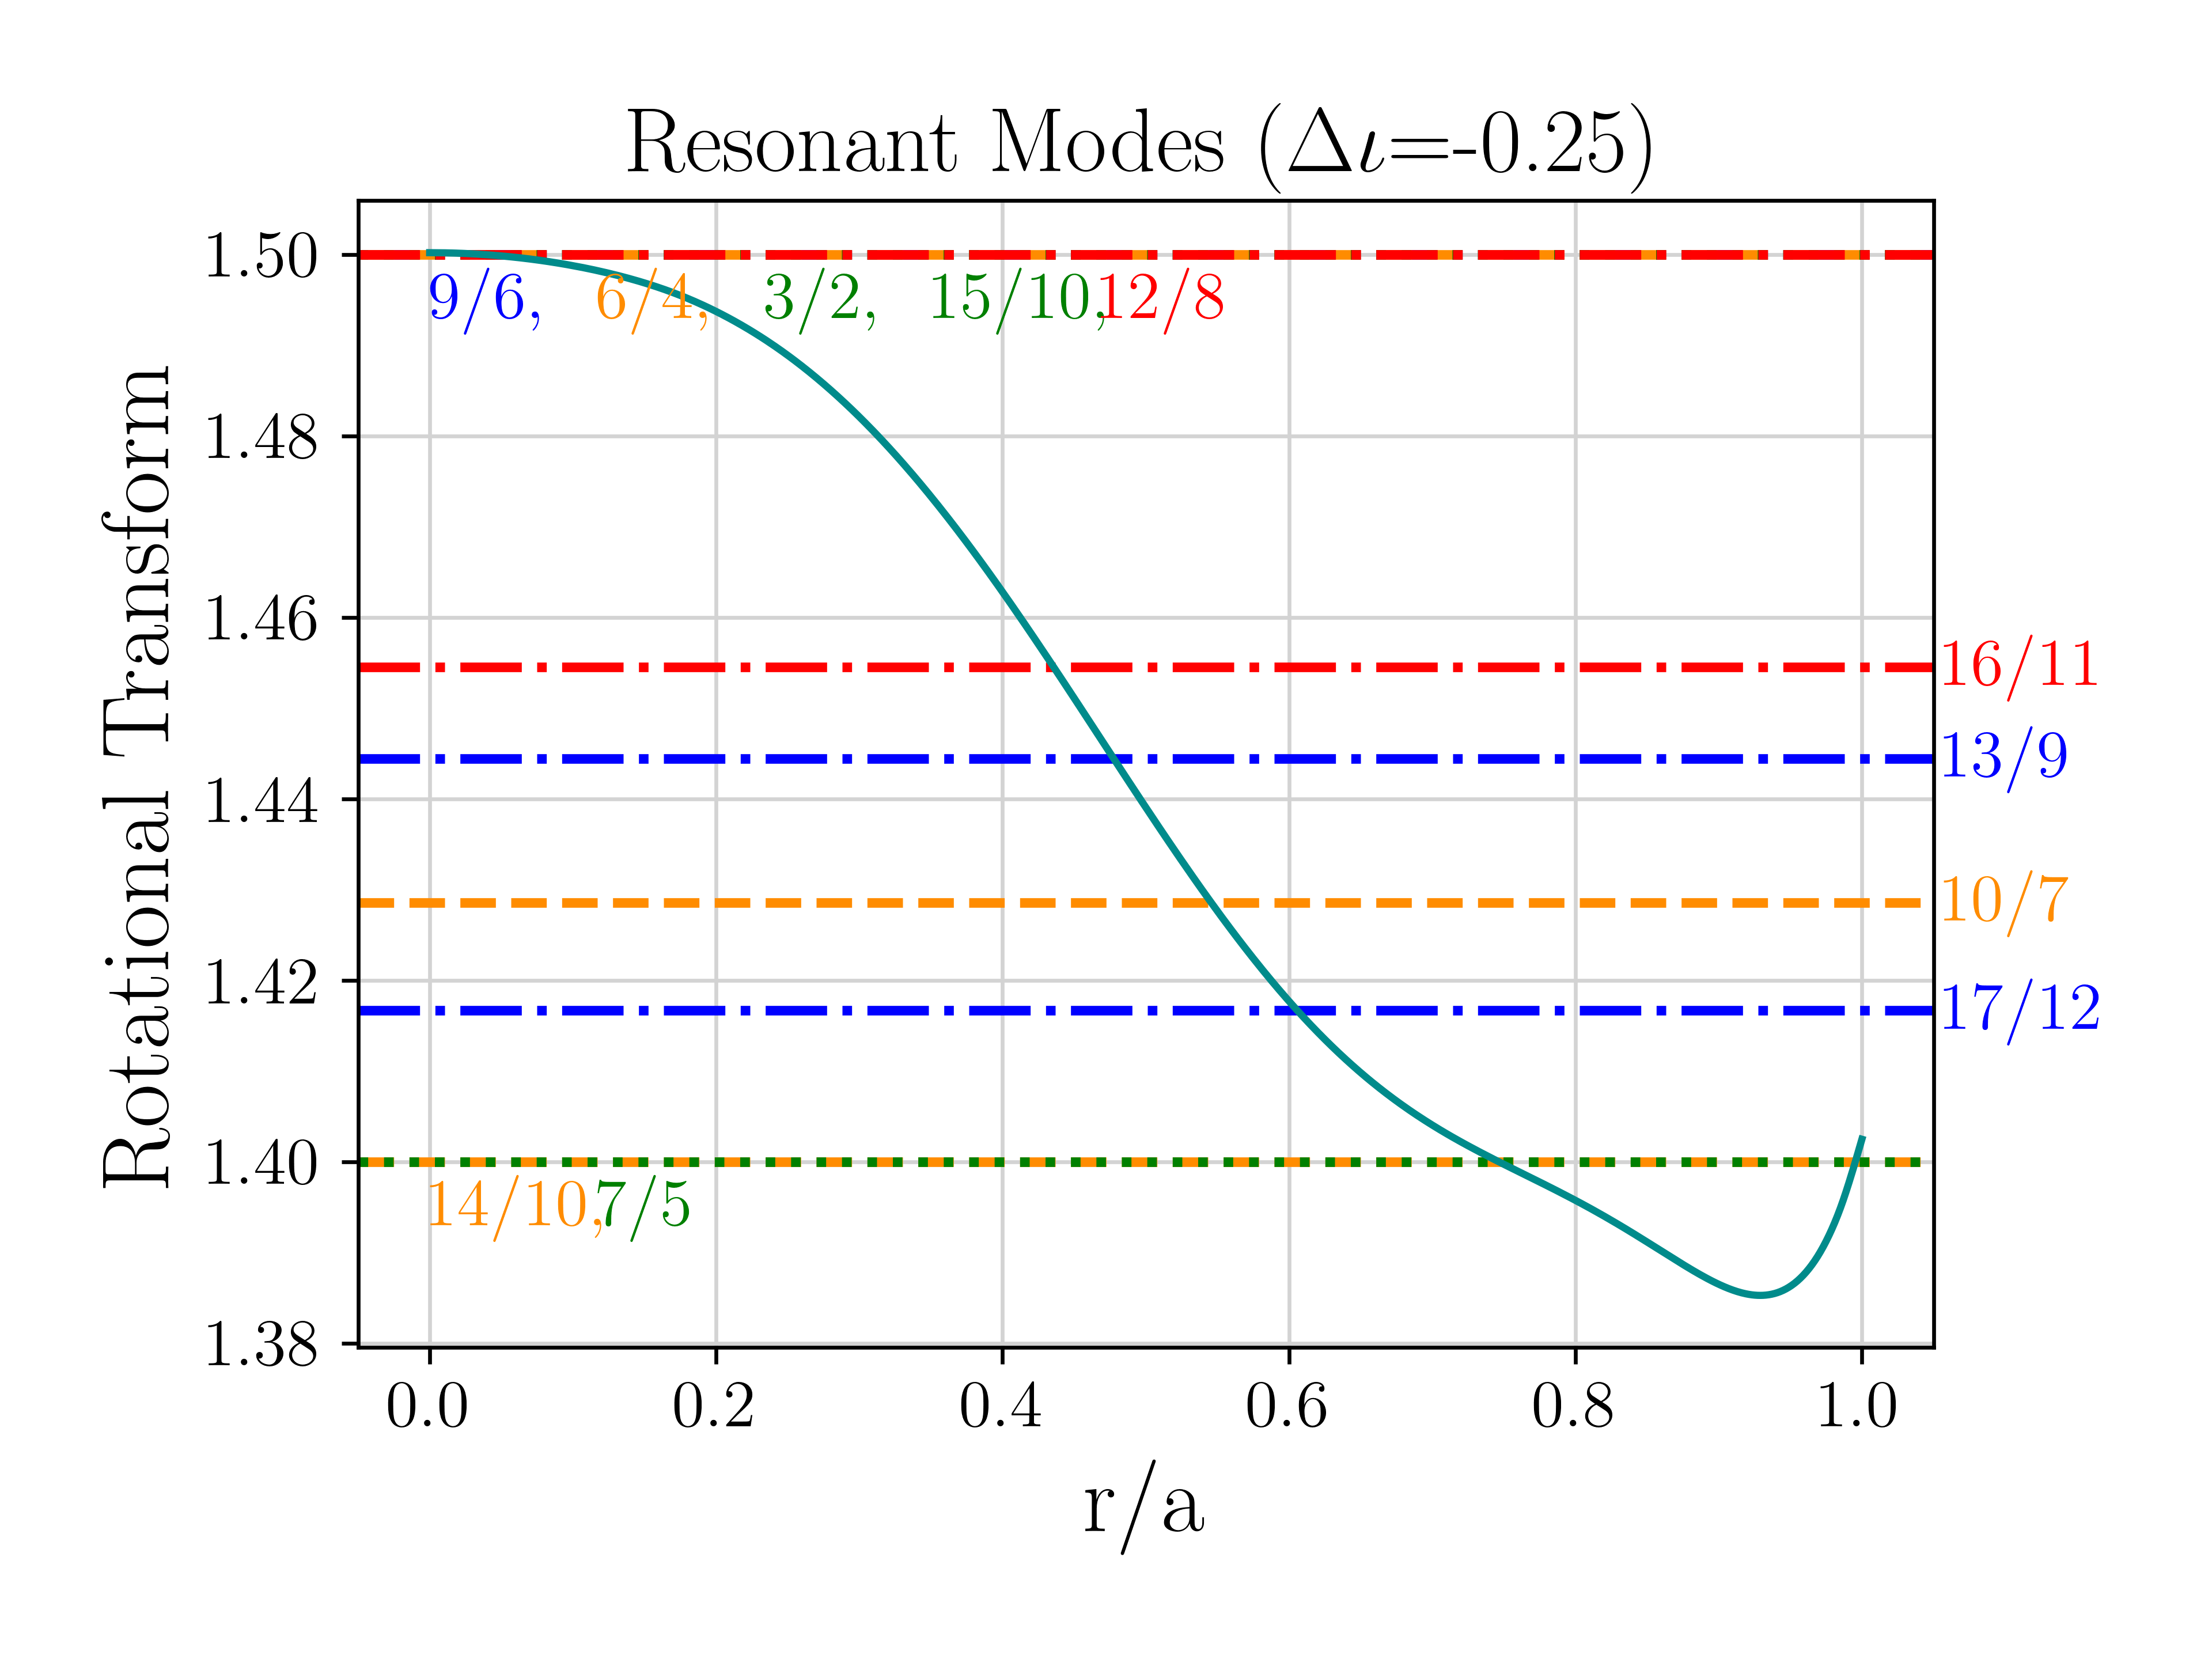 Resonant Modes (Δι=-0.25)
Rotational Transform
1.50
9/6, 6/4, 3/2, 15/10, 12/8
1.48
1.46
16/11
13/9
1.44
10/7
1.42
17/12
1.40
14/10, 7/5
1.38
0.0 0.2 0.4 0.6 0.8 1.0
r/a